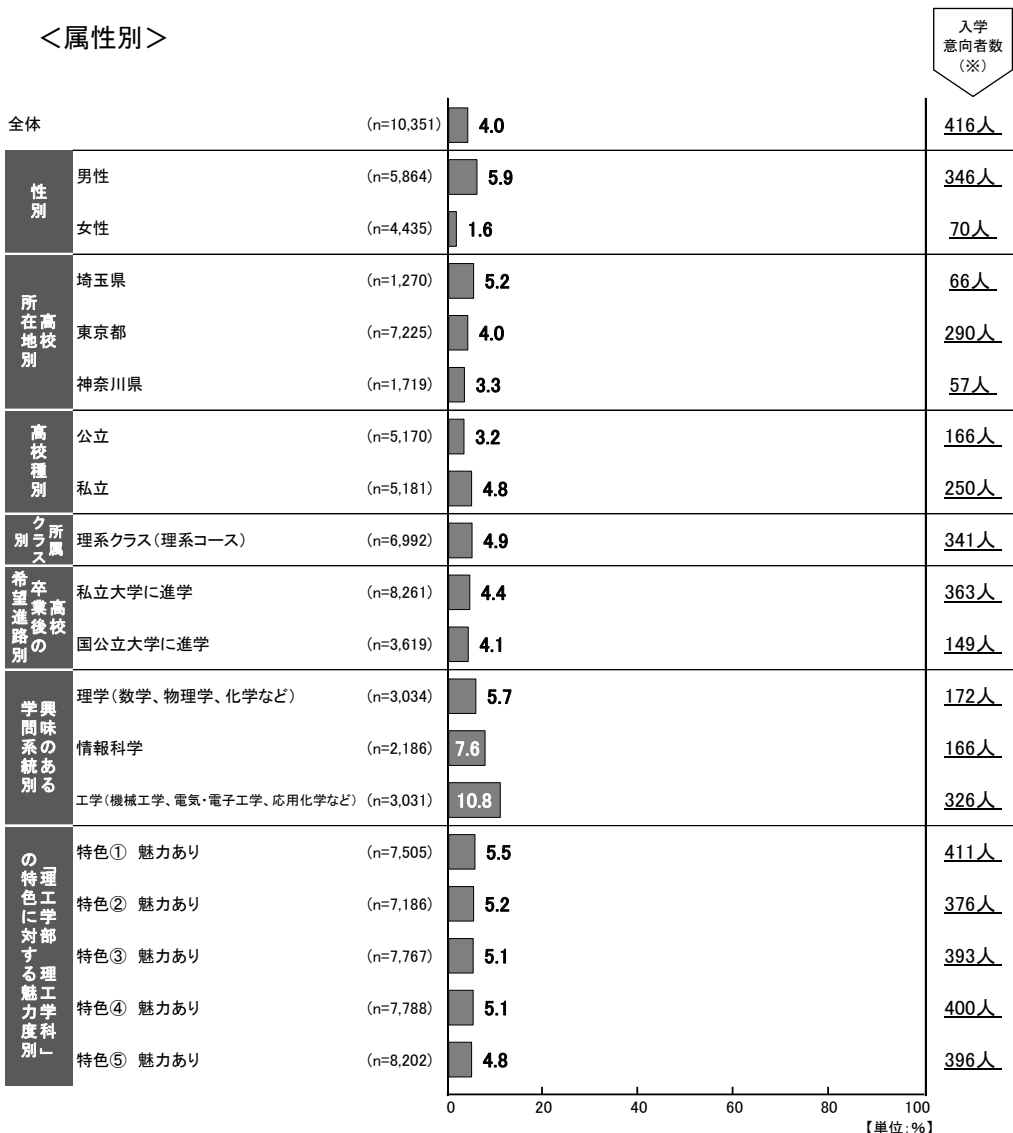 ＜属性別＞
入学
意向者数
（※）
全体 (n=10,351) 4.0 416人
性別
男性 (n=5,864) 5.9 346人
女性 (n=4,435) 1.6 70人
高校所在地別
埼玉県 (n=1,270) 5.2 66人
東京都 (n=7,225) 4.0 290人
神奈川県 (n=1,719) 3.3 57人
高校種別
公立 (n=5,170) 3.2 166人
私立 (n=5,181) 4.8 250人
所属クラス別
理系クラス（理系コース） (n=6,992) 4.9 341人
高校卒業後の希望進路別
私立大学に進学 (n=8,261) 4.4 363人
国公立大学に進学 (n=3,619) 4.1 149人
興味のある学問系統別
理学（数学、物理学、化学など） (n=3,034) 5.7 172人
情報科学 (n=2,186) 7.6 166人
工学（機械工学、電気・電子工学、応用化学など） (n=3,031) 10.8 326人
「理工学部 理工学科」の特色に対する魅力度別
特色① 魅力あり (n=7,505) 5.5 411人
特色② 魅力あり (n=7,186) 5.2 376人
特色③ 魅力あり (n=7,767) 5.1 393人
特色④ 魅力あり (n=7,788) 5.1 400人
特色⑤ 魅力あり (n=8,202) 4.8 396人
0 20 40 60 80 100
【単位：%】